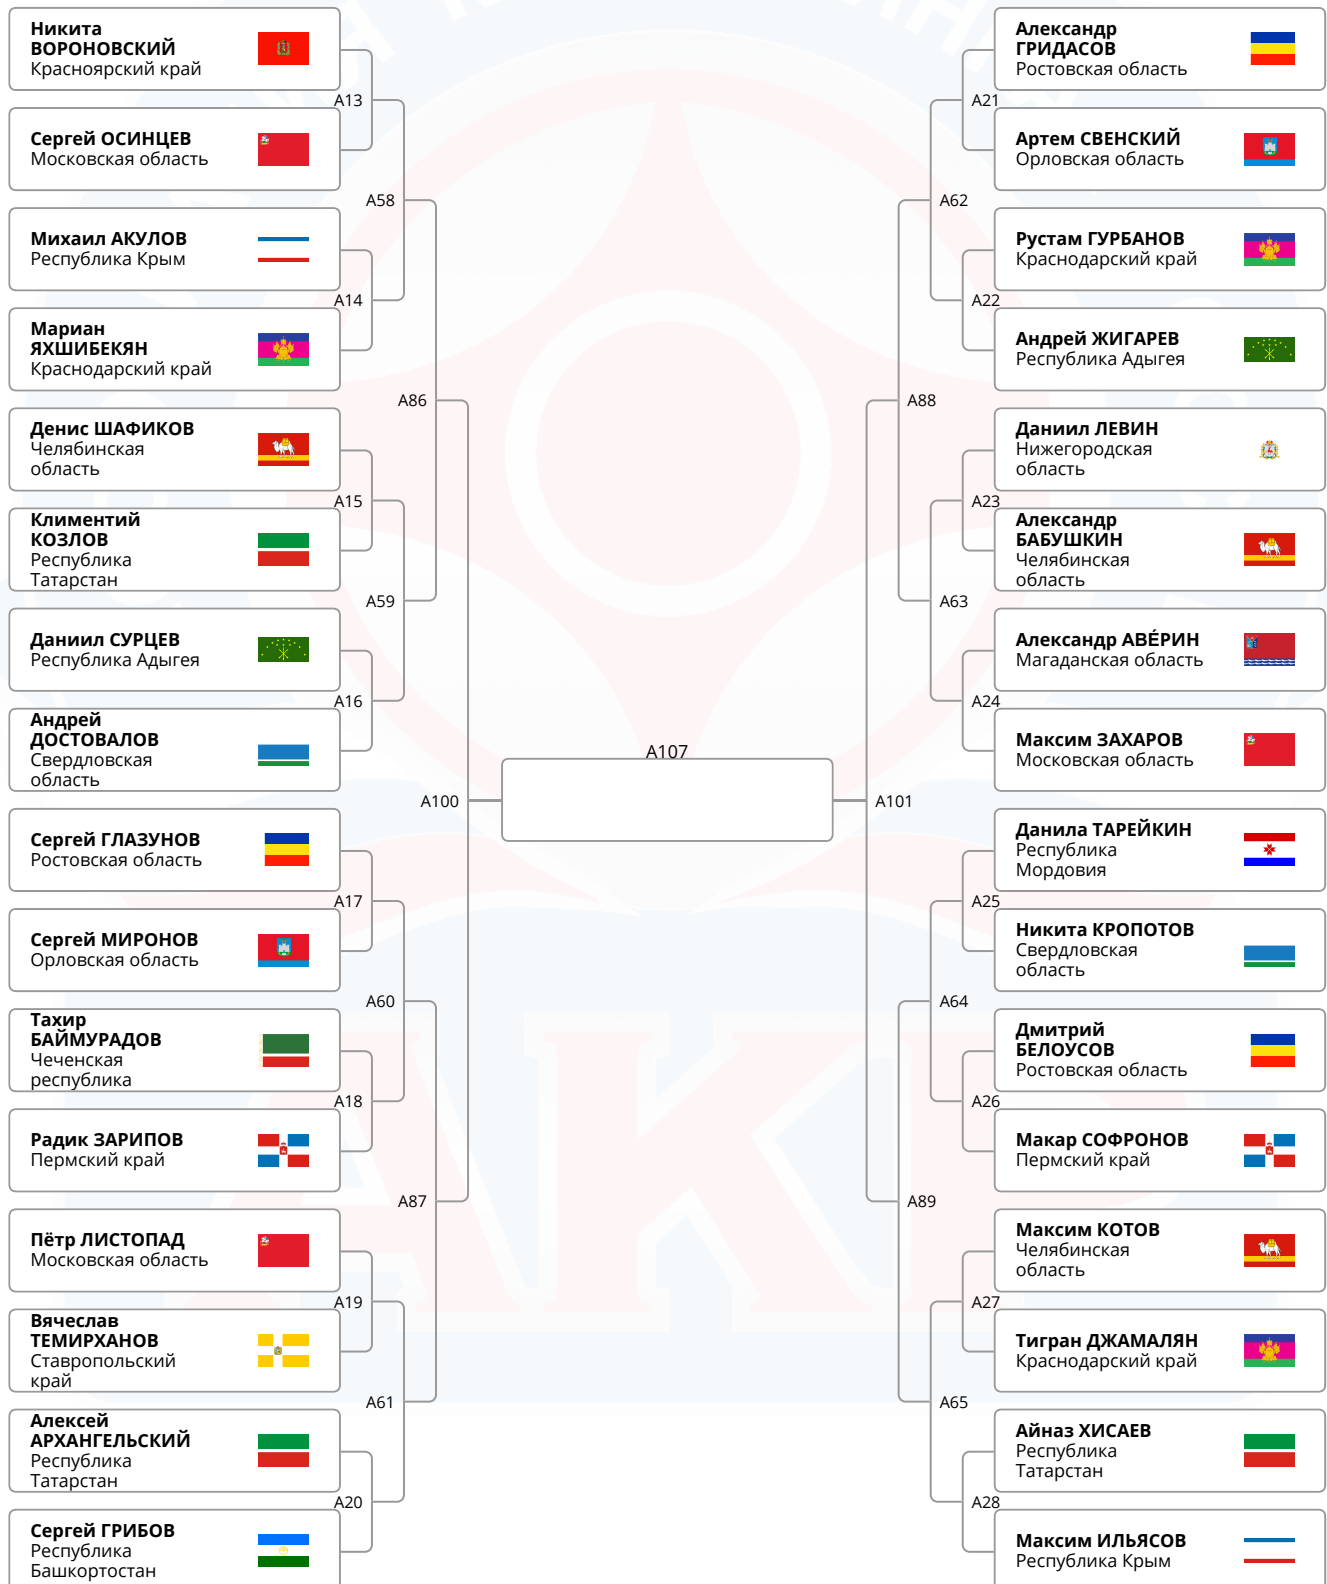 Никита
ВОРОНОВСКИЙ
Красноярский край
A13
Сергей ОСИНЦЕВ
Московская область
A58
Михаил АКУЛОВ
Республика Крым
A14
Мариан
ЯХШИБЕКЯН
Краснодарский край
A86
Денис ШАФИКОВ
Челябинская
область
A15
Климентий
КОЗЛОВ
Республика
Татарстан
A59
Даниил СУРЦЕВ
Республика Адыгея
A16
Андрей
ДОСТОВАЛОВ
Свердловская
область
A100
Сергей ГЛАЗУНОВ
Ростовская область
A17
Сергей МИРОНОВ
Орловская область
A60
Тахир
БАЙМУРАДОВ
Чеченская
республика
A18
Радик ЗАРИПОВ
Пермский край
A87
Пётр ЛИСТОПАД
Московская область
A19
Вячеслав
ТЕМИРХАНОВ
Ставропольский
край
A61
Алексей
АРХАНГЕЛЬСКИЙ
Республика
Татарстан
A20
Сергей ГРИБОВ
Республика
Башкортостан
A107
Александр
ГРИДАСОВ
Ростовская область
A21
Артем СВЕНСКИЙ
Орловская область
A62
Рустам ГУРБАНОВ
Краснодарский край
A22
Андрей ЖИГАРЕВ
Республика Адыгея
A88
Даниил ЛЕВИН
Нижегородская
область
A23
Александр
БАБУШКИН
Челябинская
область
A63
Александр АВЕ́РИН
Магаданская область
A24
Максим ЗАХАРОВ
Московская область
A101
Данила ТАРЕЙКИН
Республика
Мордовия
A25
Никита КРОПОТОВ
Свердловская
область
A64
Дмитрий
БЕЛОУСОВ
Ростовская область
A26
Макар СОФРОНОВ
Пермский край
A89
Максим КОТОВ
Челябинская
область
A27
Тигран ДЖАМАЛЯН
Краснодарский край
A65
Айназ ХИСАЕВ
Республика
Татарстан
A28
Максим ИЛЬЯСОВ
Республика Крым
АКР